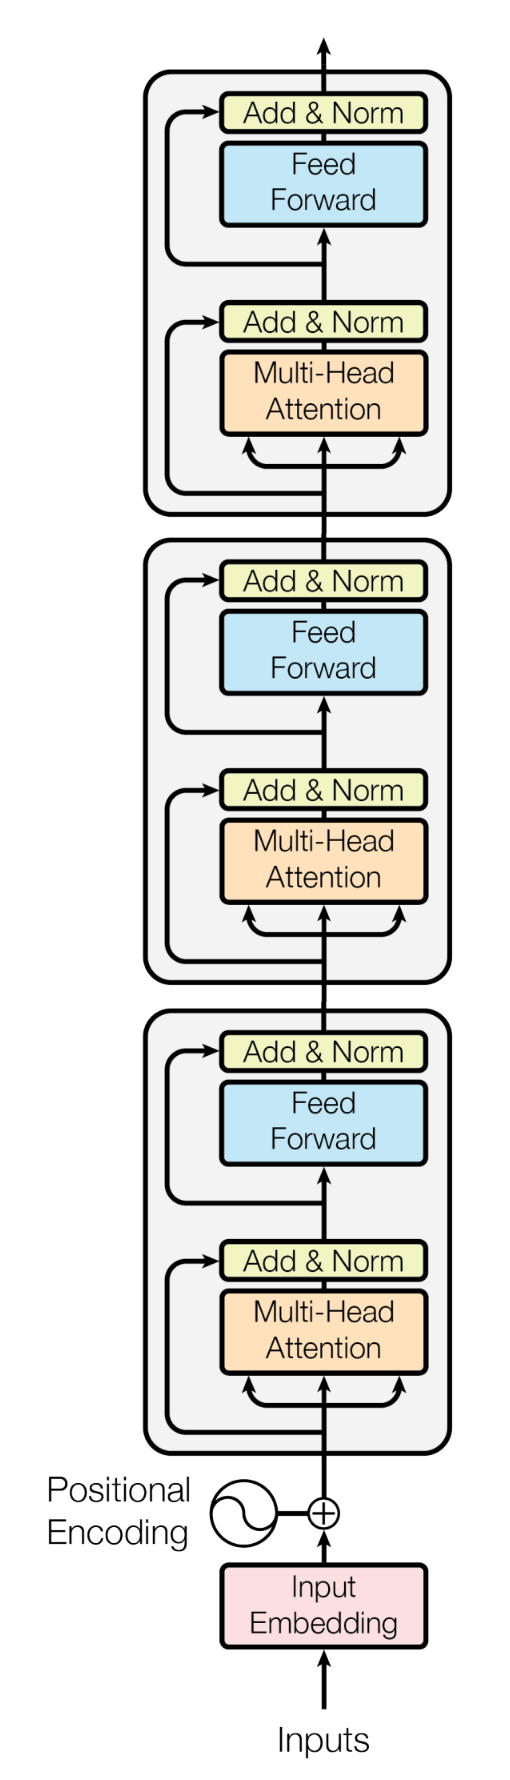 Add & Norm
Feed
Forward
Add & Norm
Multi-Head
Attention
Add & Norm
Feed
Forward
Add & Norm
Multi-Head
Attention
Add & Norm
Feed
Forward
Add & Norm
Multi-Head
Attention
Positional
Encoding
Input
Embedding
Inputs